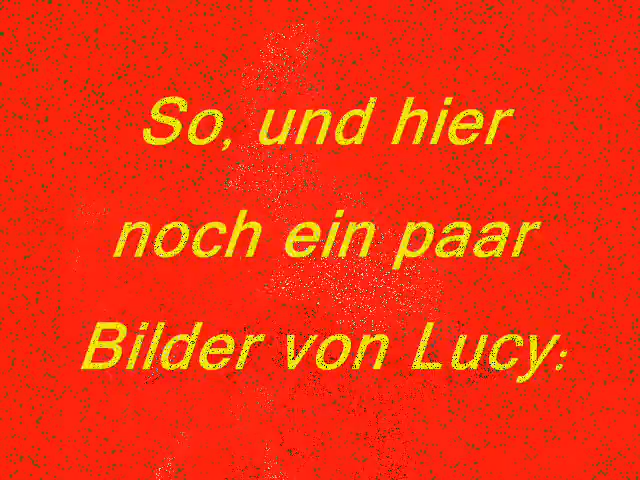 So, und hier
noch ein paar
Bilder von Lucy: